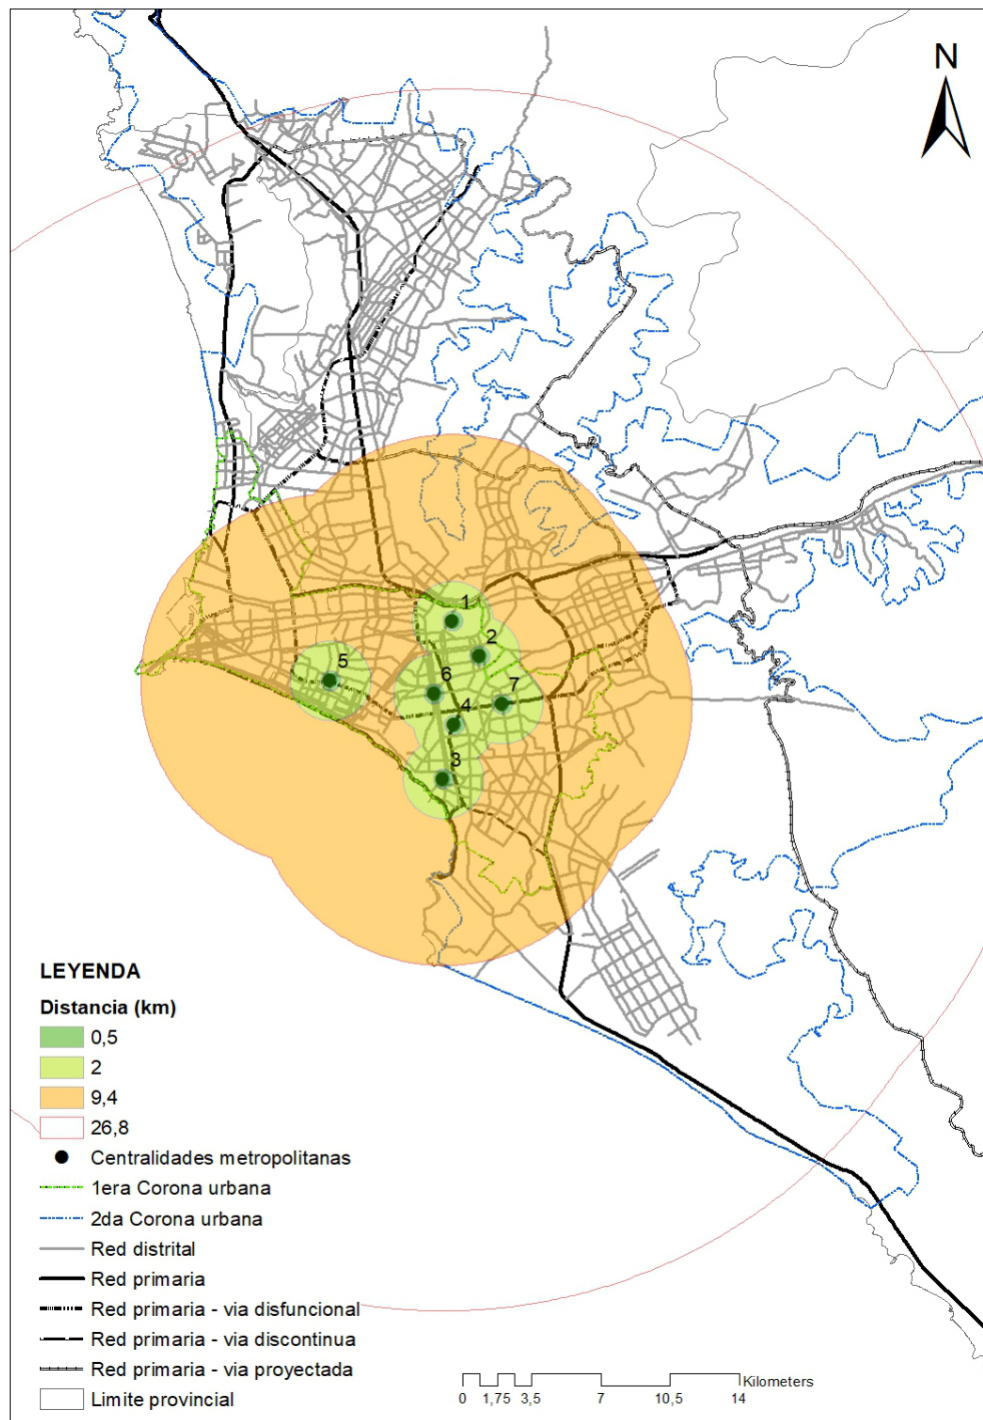 N
1
2
5
6
7
4
3
LEYENDA
Distancia (km)
0,5
2
9,4
26,8
Centralidades metropolitanas
1era Corona urbana
2da Corona urbana
Red distrital
Red primaria
Red primaria - via disfuncional
Red primaria - via discontinua
Red primaria - via proyectada
Limite provincial
Kilometers
0 1,75 3,5 7 10,5 14